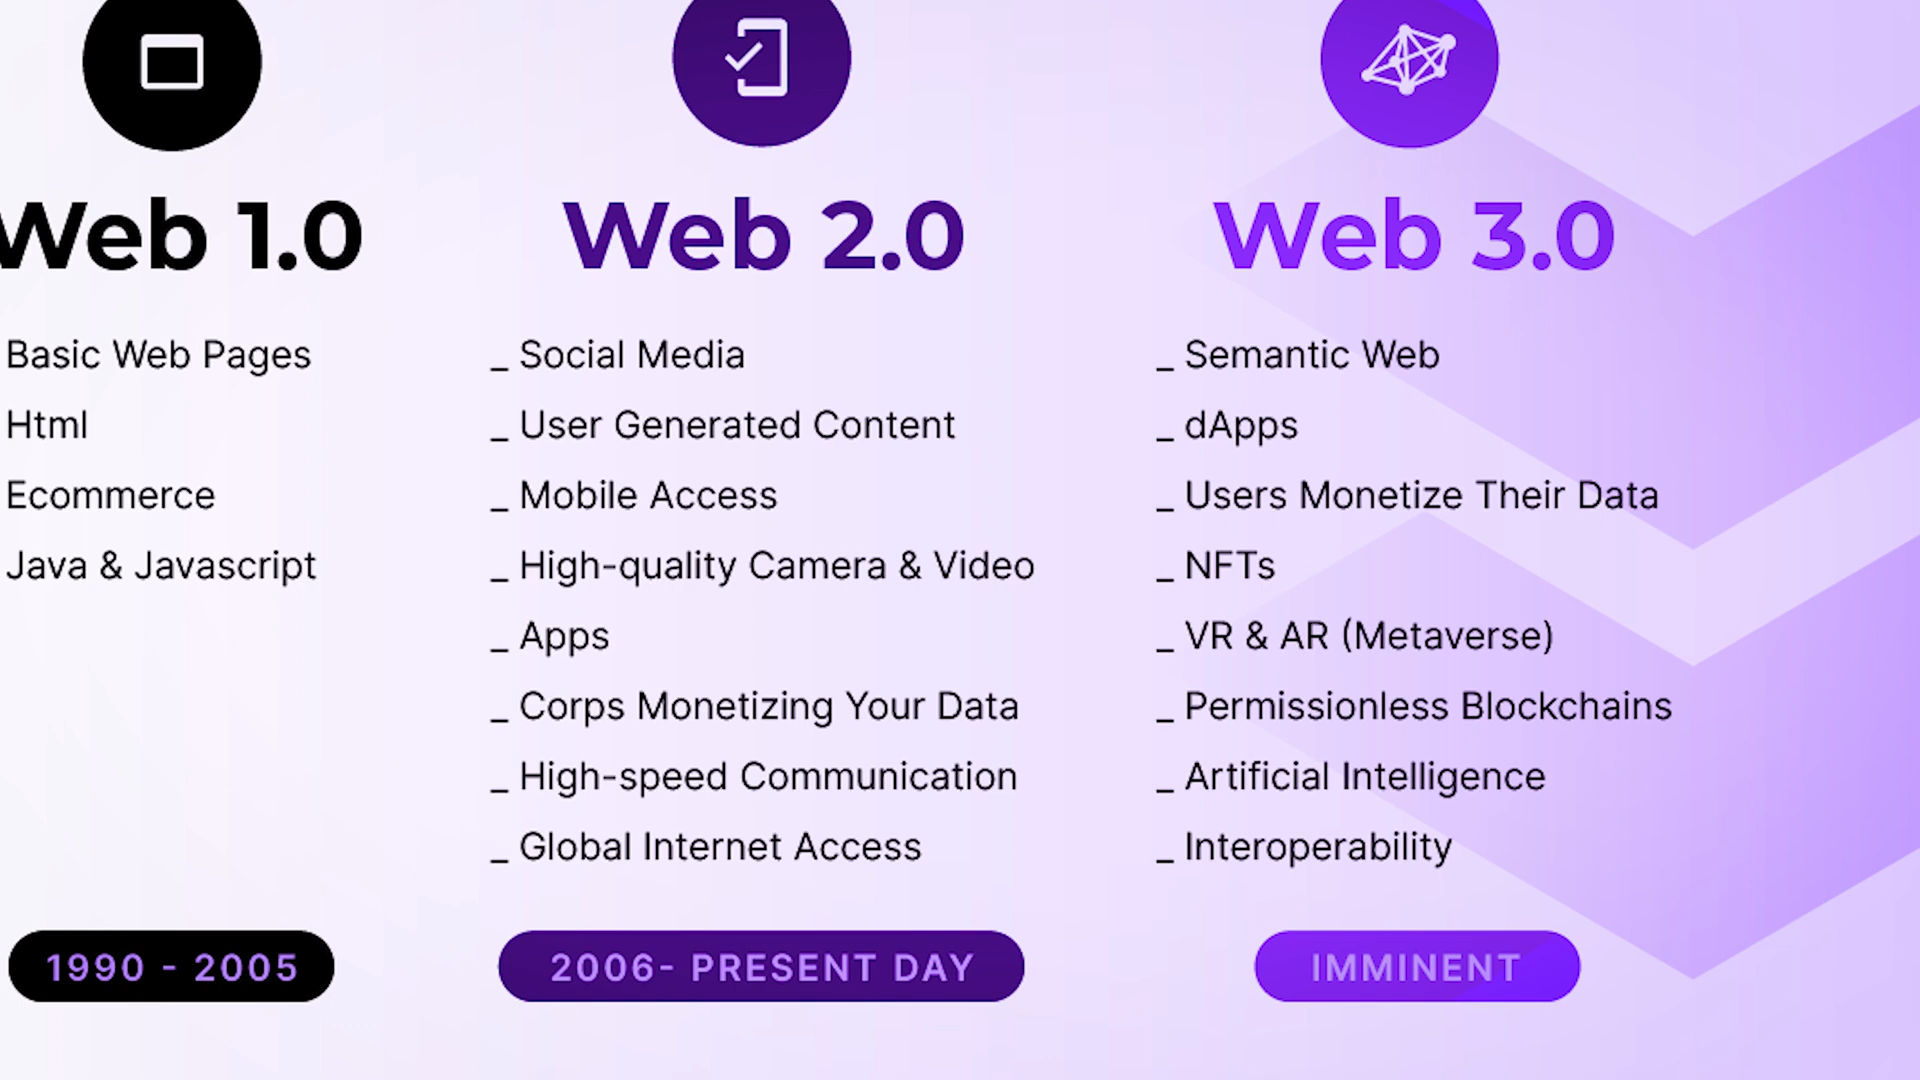 Web 1.0
Basic Web Pages
Html
Ecommerce
Java & Javascript
1990 - 2005
Web 2.0
_ Social Media
_ User Generated Content
_ Mobile Access
_ High-quality Camera & Video
_ Apps
_ Corps Monetizing Your Data
_ High-speed Communication
_ Global Internet Access
2006- PRESENT DAY
Web 3.0
_ Semantic Web
_ dApps
_ Users Monetize Their Data
_ NFTs
_ VR & AR (Metaverse)
_ Permissionless Blockchains
_ Artificial Intelligence
_ Interoperability
IMMINENT